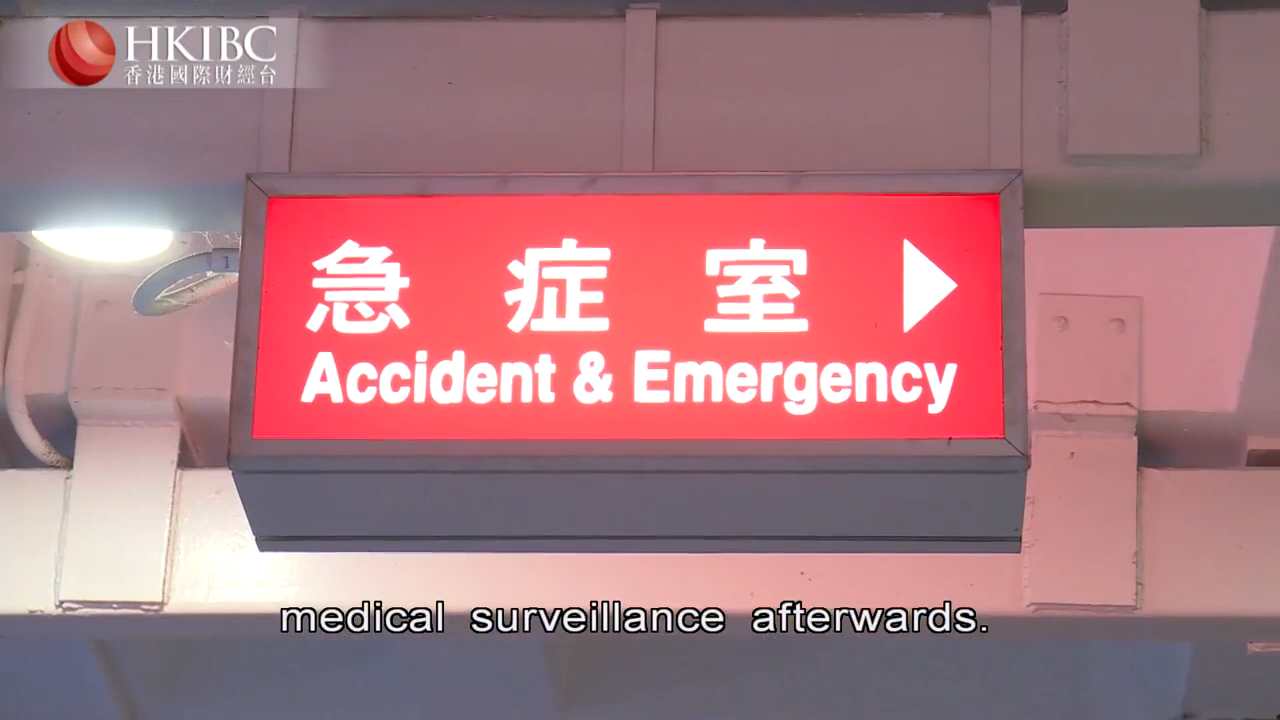 HKIBC
香港國際財經台
急症室
Accident & Emergency
medical surveillance afterwards.